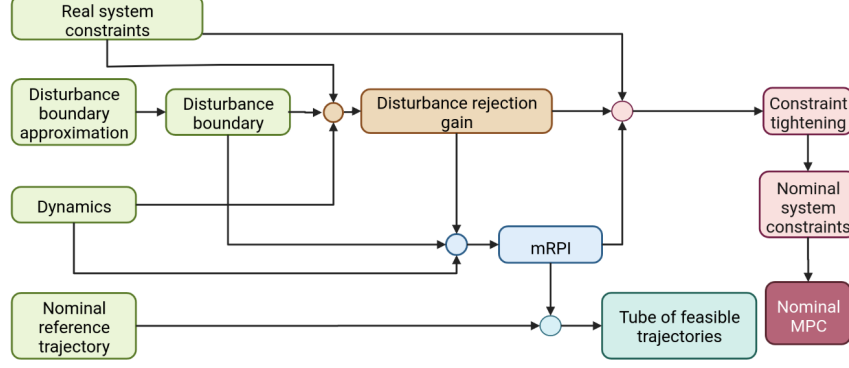 Real system
constraints
Disturbance
boundary
approximation
Disturbance
boundary
Disturbance rejection
gain
Constraint
tightening
Dynamics
Nominal
system
constraints
mRPI
Nominal
reference
trajectory
Tube of feasible
trajectories
Nominal
MPC